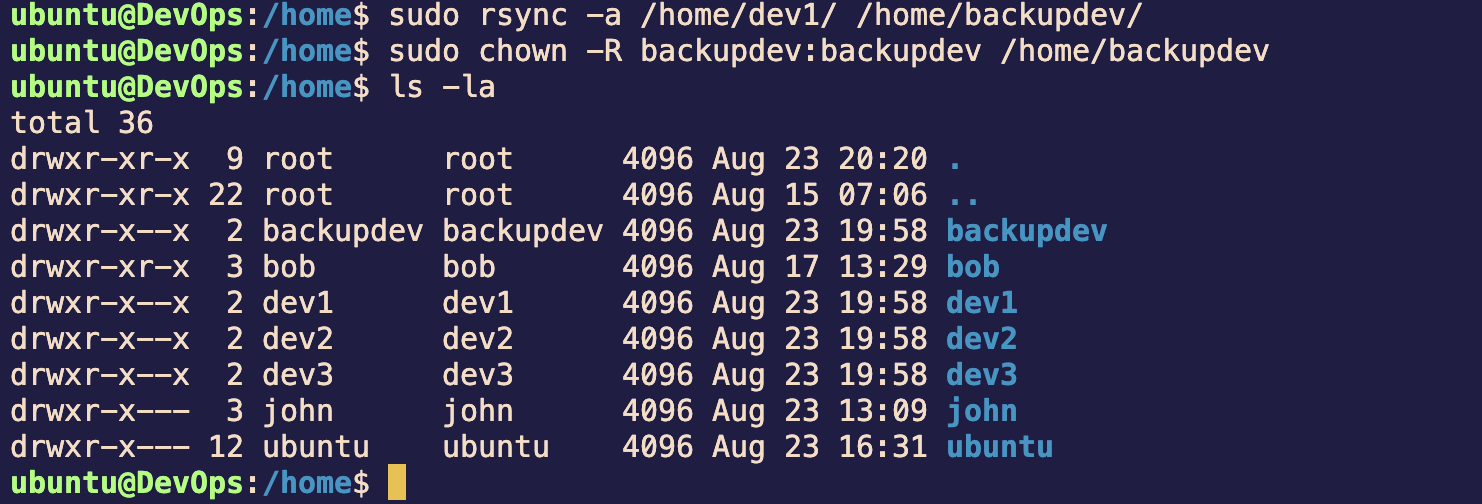 ubuntu@DevOps:/home$ sudo rsync -a /home/dev1/ /home/backupdev/
ubuntu@DevOps:/home$ sudo chown -R backupdev:backupdev /home/backupdev
ubuntu@DevOps:/home$ ls -la
total 36
drwxr-xr-x  9 root      root      4096 Aug 23 20:20 .
drwxr-xr-x 22 root      root      4096 Aug 15 07:06 ..
drwxr-x--x  2 backupdev backupdev 4096 Aug 23 19:58 backupdev
drwxr-xr-x  3 bob       bob       4096 Aug 17 13:29 bob
drwxr-x--x  2 dev1      dev1      4096 Aug 23 19:58 dev1
drwxr-x--x  2 dev2      dev2      4096 Aug 23 19:58 dev2
drwxr-x--x  2 dev3      dev3      4096 Aug 23 19:58 dev3
drwxr-x---  3 john      john      4096 Aug 23 13:09 john
drwxr-x--- 12 ubuntu    ubuntu    4096 Aug 23 16:31 ubuntu
ubuntu@DevOps:/home$